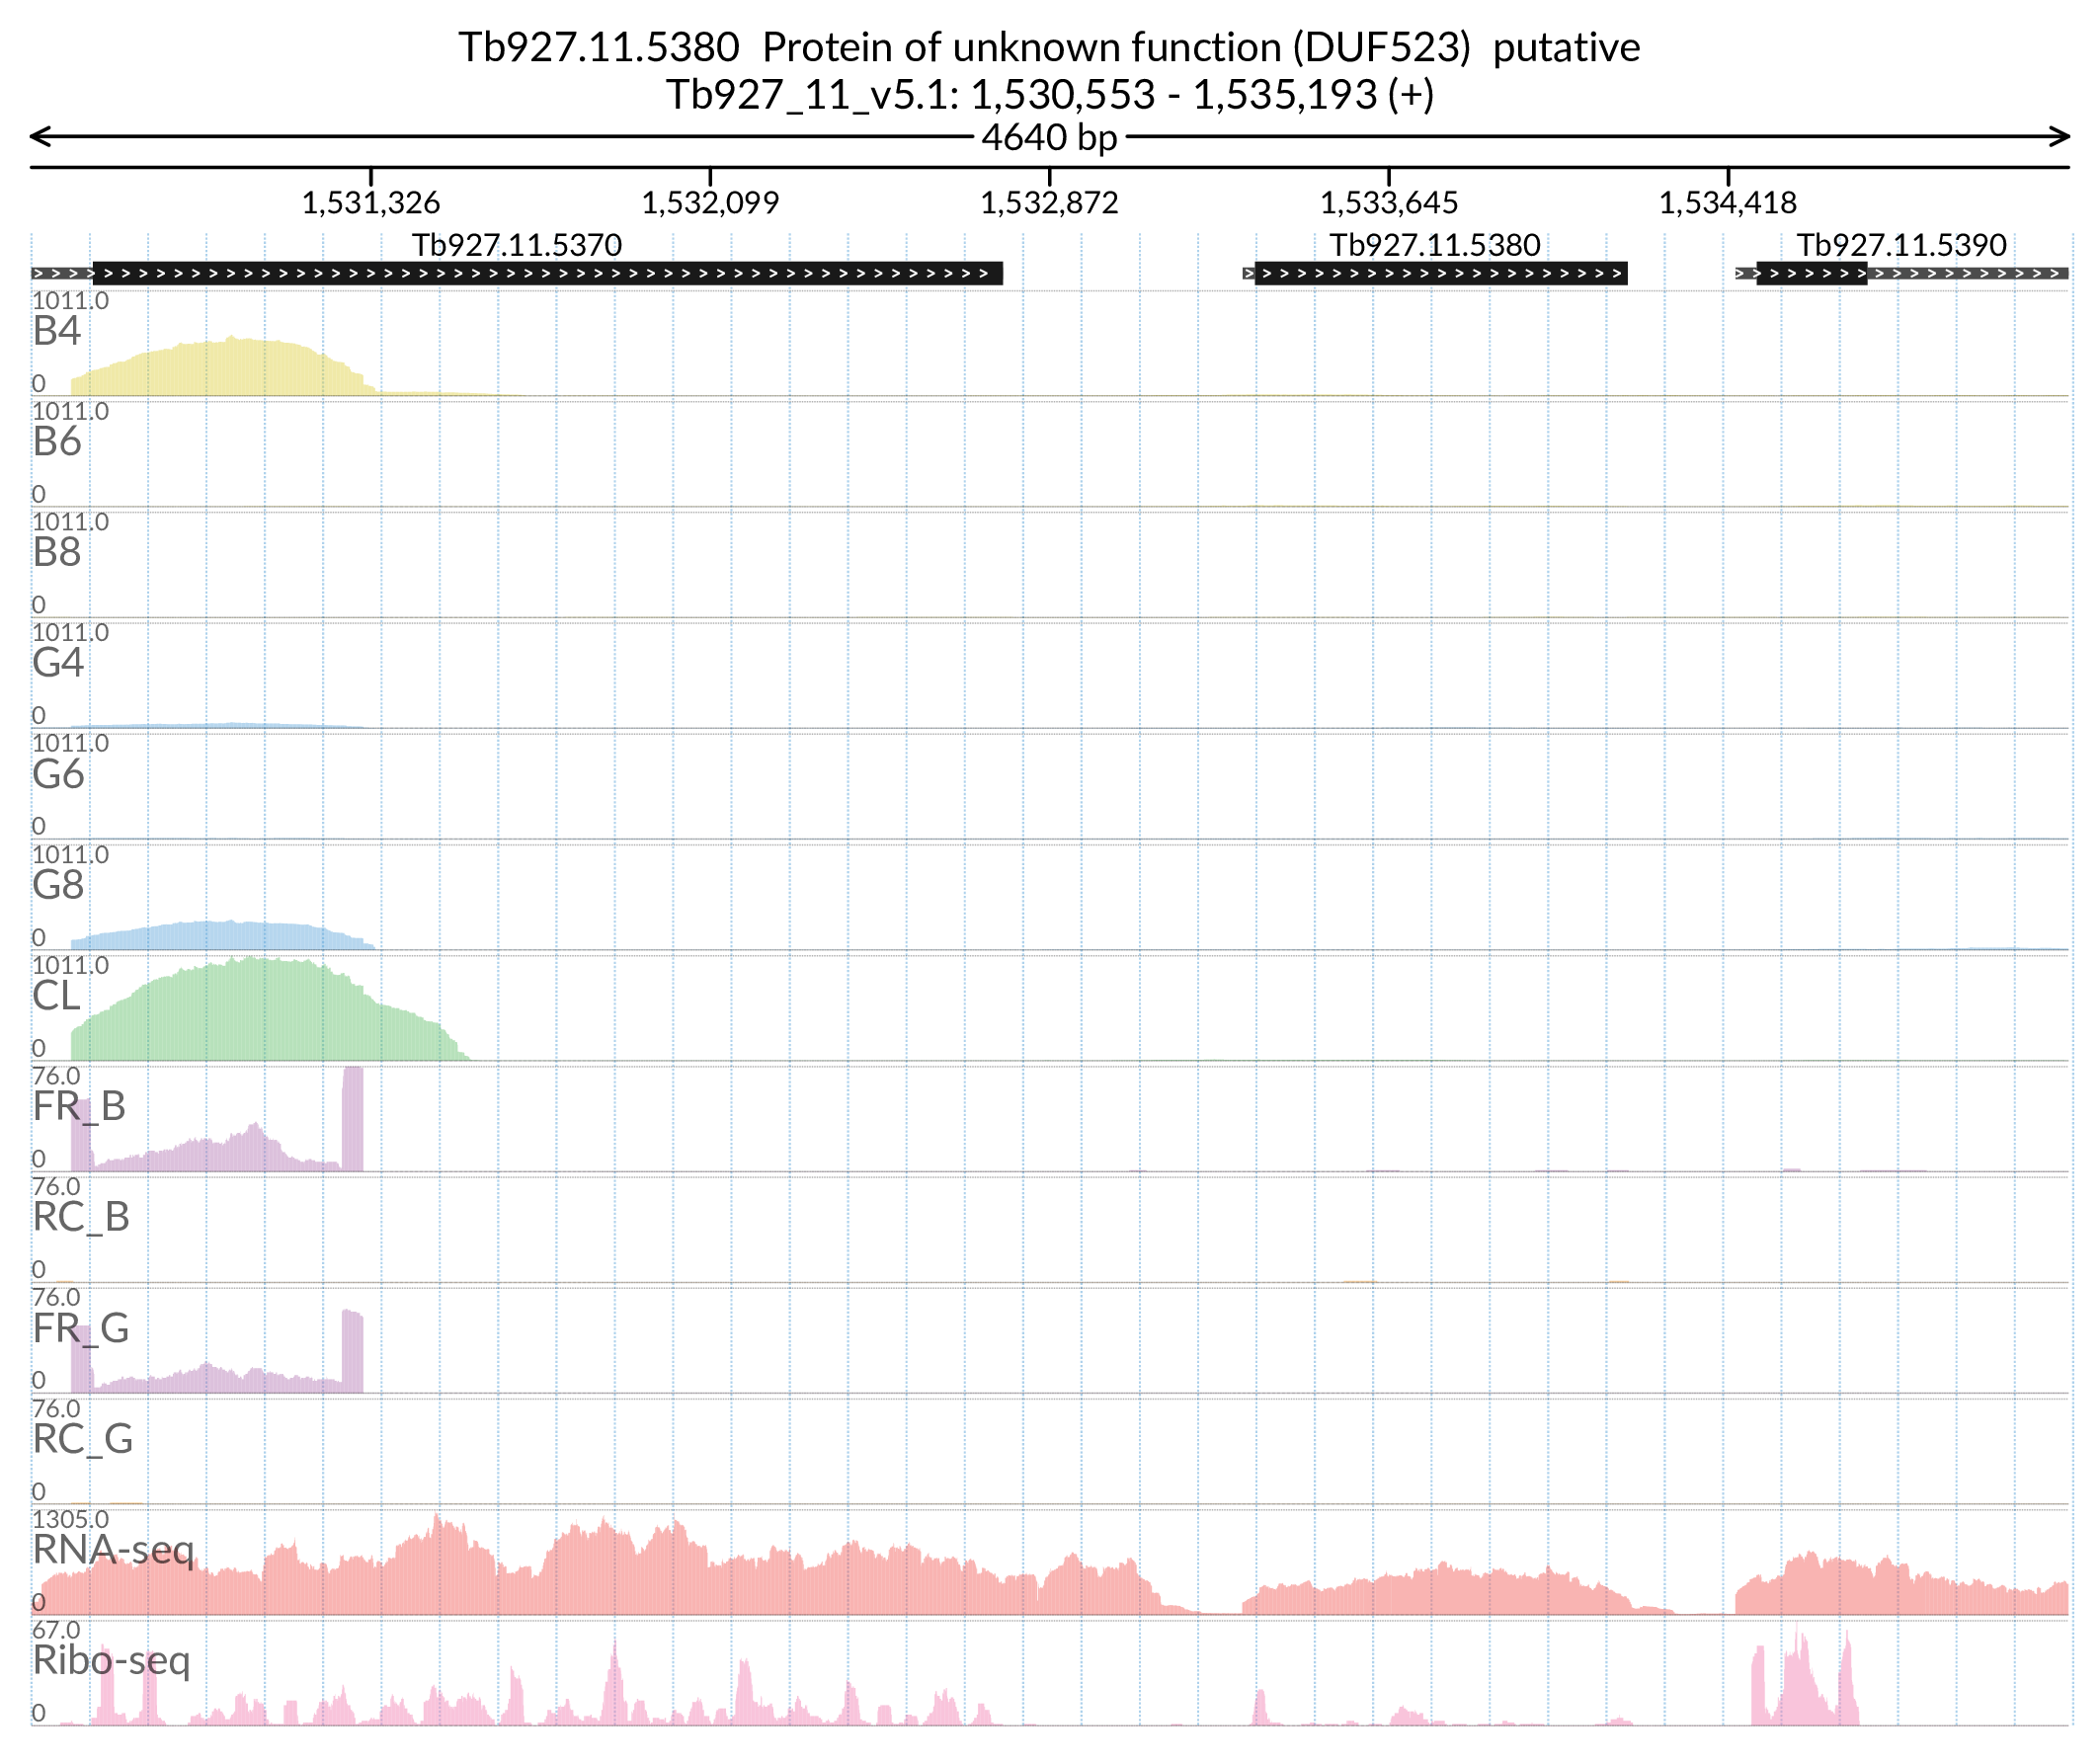 Tb927.11.5380  Protein of unknown function (DUF523)  putative
Tb927_11_v5.1: 1,530,553 - 1,535,193 (+)
4640 bp
1,531,326 1,532,099 1,532,872 1,533,645 1,534,418
Tb927.11.5370 Tb927.11.5380 Tb927.11.5390
1011.0
B4
0
1011.0
B6
0
1011.0
B8
0
1011.0
G4
0
1011.0
G6
0
1011.0
G8
0
1011.0
CL
0
76.0
FR_B
0
76.0
RC_B
0
76.0
FR_G
0
76.0
RC_G
0
1305.0
RNA-seq
0
67.0
Ribo-seq
0